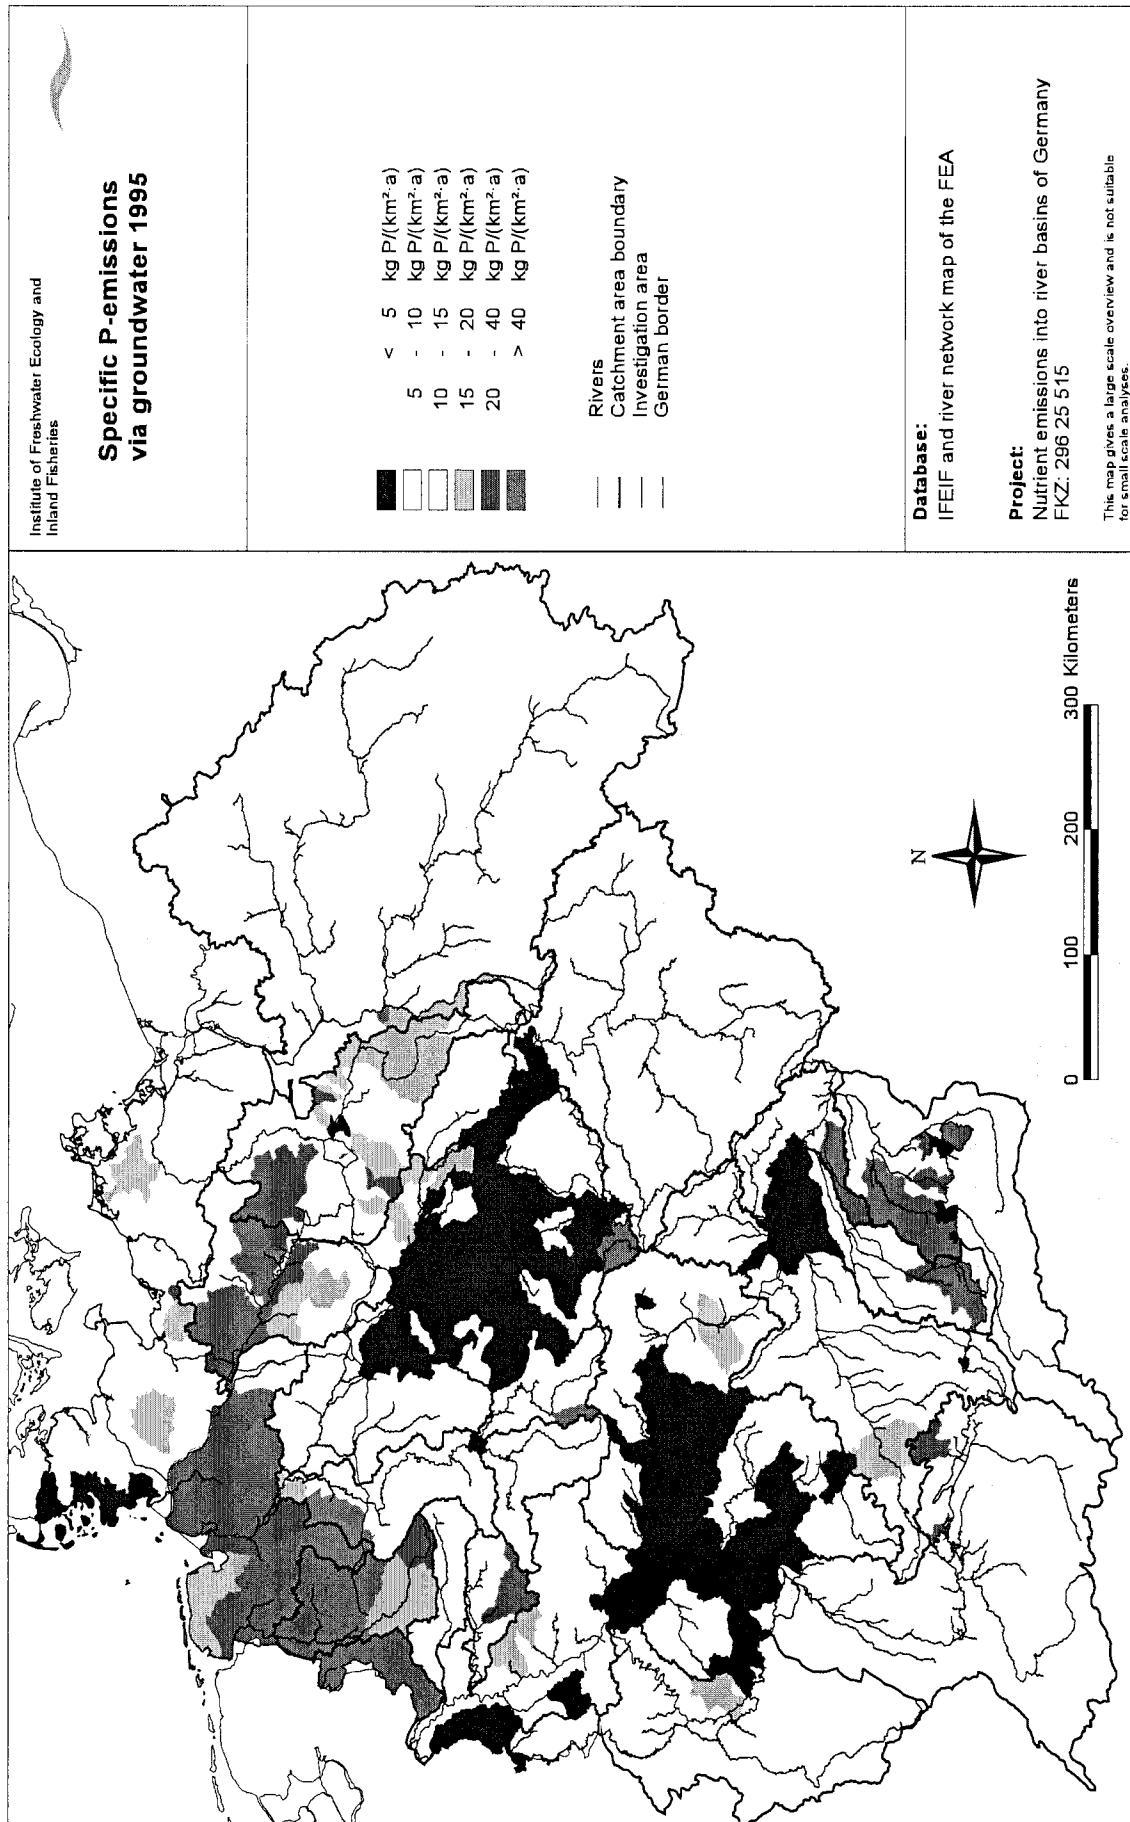 Institute of Freshwater Ecology and
Inland Fisheries
Specific P-emissions
via groundwater 1995
< 5 kg P/(km²·a)
5 - 10 kg P/(km²·a)
10 - 15 kg P/(km²·a)
15 - 20 kg P/(km²·a)
20 - 40 kg P/(km²·a)
> 40 kg P/(km²·a)
Rivers
Catchment area boundary
Investigation area
German border
Database:
IFEIF and river network map of the FEA
Project:
Nutrient emissions into river basins of Germany
FKZ: 296 25 515
This map gives a large scale overview and is not suitable
for small scale analyses.
N
0 100 200 300 Kilometers